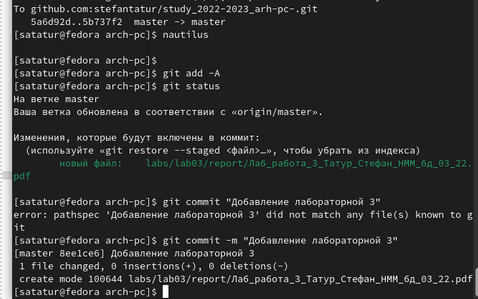 To github.com:stefantatur/study_2022-2023_arh-pc-.git
5a6d92d..5b737f2 master -> master
[satatur@fedora arch-pc]$ nautilus
[satatur@fedora arch-pc]$
[satatur@fedora arch-pc]$ git add -A
[satatur@fedora arch-pc]$ git status
На ветке master
Ваша ветка обновлена в соответствии с «origin/master».
Изменения, которые будут включены в коммит:
(используйте «git restore --staged <файл>…», чтобы убрать из индекса)
новый файл: labs/lab03/report/Лаб_работа_3_Татур_Стефан_НММ_бд_03_22.
pdf
[satatur@fedora arch-pc]$ git commit "Добавление лабораторной 3"
error: pathspec 'Добавление лабораторной 3' did not match any file(s) known to g
it
[satatur@fedora arch-pc]$ git commit -m "Добавление лабораторной 3"
[master 8ee1ce6] Добавление лабораторной 3
1 file changed, 0 insertions(+), 0 deletions(-)
create mode 100644 labs/lab03/report/Лаб_работа_3_Татур_Стефан_НММ_бд_03_22.pdf
[satatur@fedora arch-pc]$